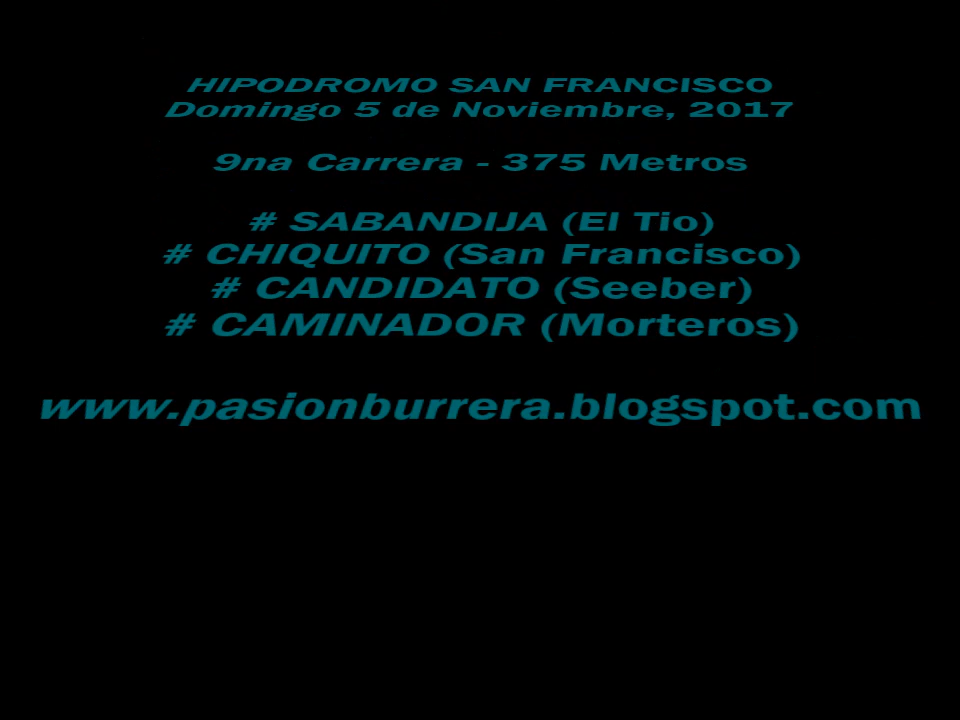 HIPODROMO SAN FRANCISCO
Domingo 5 de Noviembre, 2017
9na Carrera - 375 Metros
# SABANDIJA (El Tio)
# CHIQUITO (San Francisco)
# CANDIDATO (Seeber)
# CAMINADOR (Morteros)
www.pasionburrera.blogspot.com